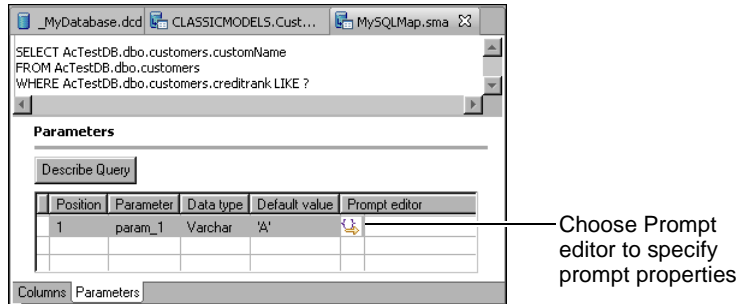 _MyDatabase.dcd CLASSICMODELS.Cust... MySQLMap.sma
SELECT AcTestDB.dbo.customers.customName
FROM AcTestDB.dbo.customers
WHERE AcTestDB.dbo.customers.creditrank LIKE ?
Parameters
Describe Query
Position Parameter Data type Default value Prompt editor
1 param_1 Varchar 'A'
Choose Prompt
editor to specify
prompt properties
Columns Parameters